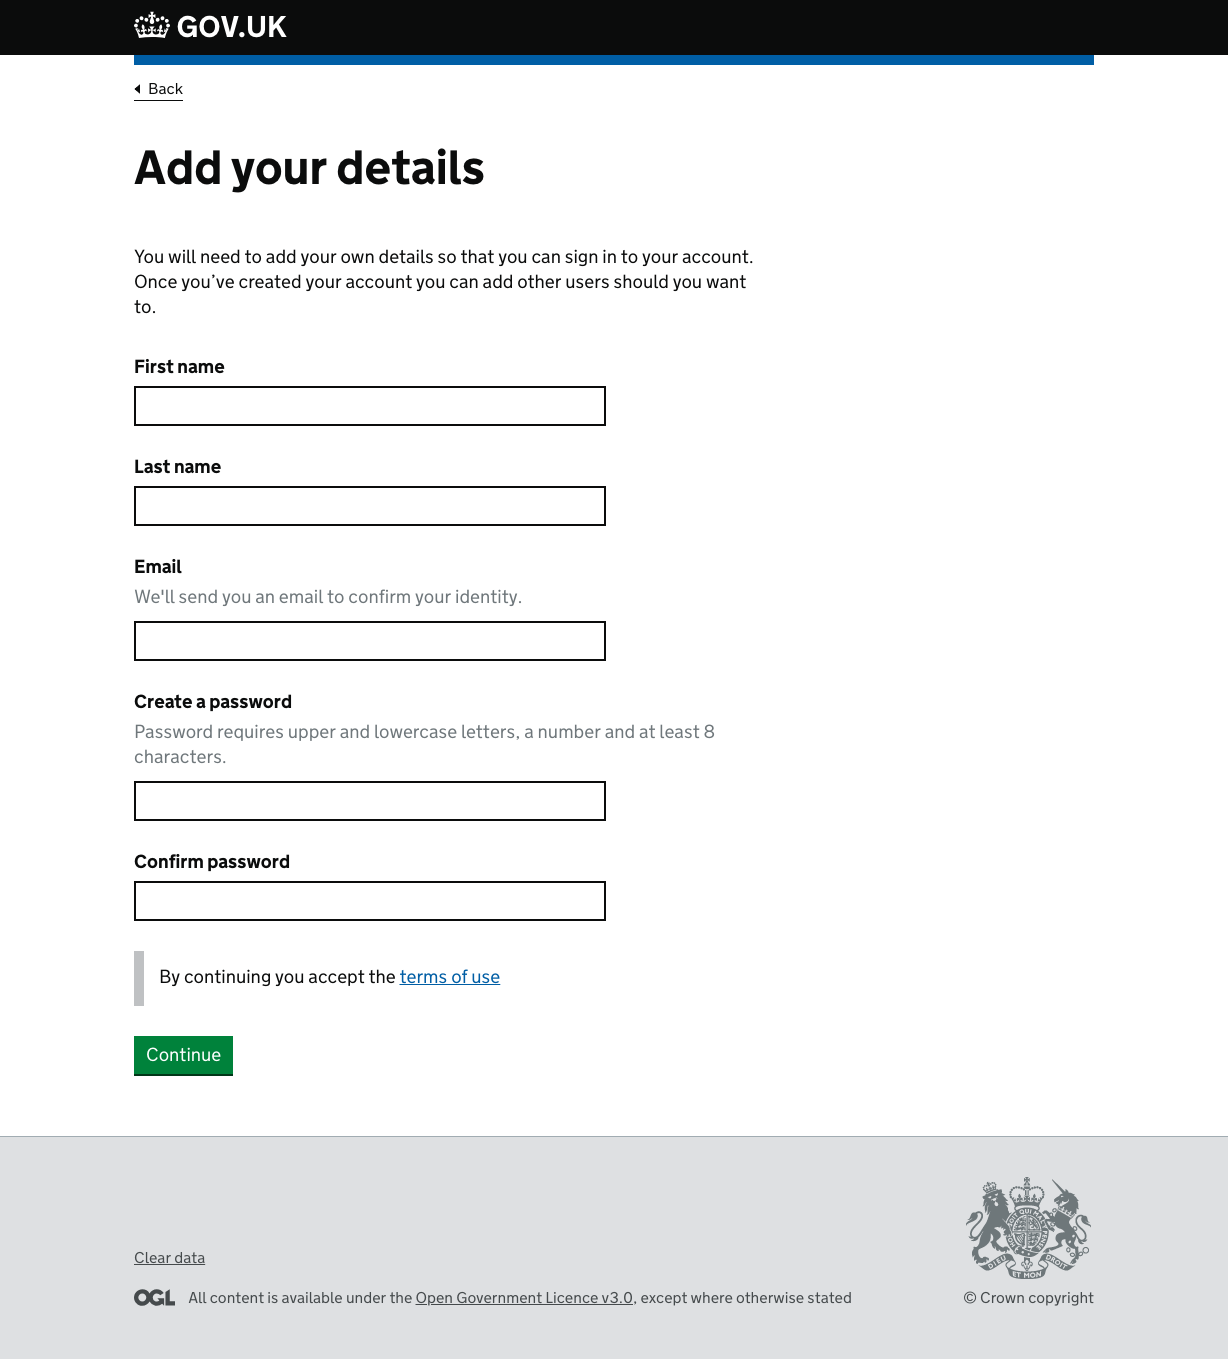 GOV.UK
Back
Add your details
You will need to add your own details so that you can sign in to your account.
Once you’ve created your account you can add other users should you want
to.
First name
Last name
Email
We'll send you an email to confirm your identity.
Create a password
Password requires upper and lowercase letters, a number and at least 8
characters.
Confirm password
By continuing you accept the terms of use
Continue
Clear data
OGL All content is available under the Open Government Licence v3.0, except where otherwise stated
DIEU ET MON DROIT
© Crown copyright